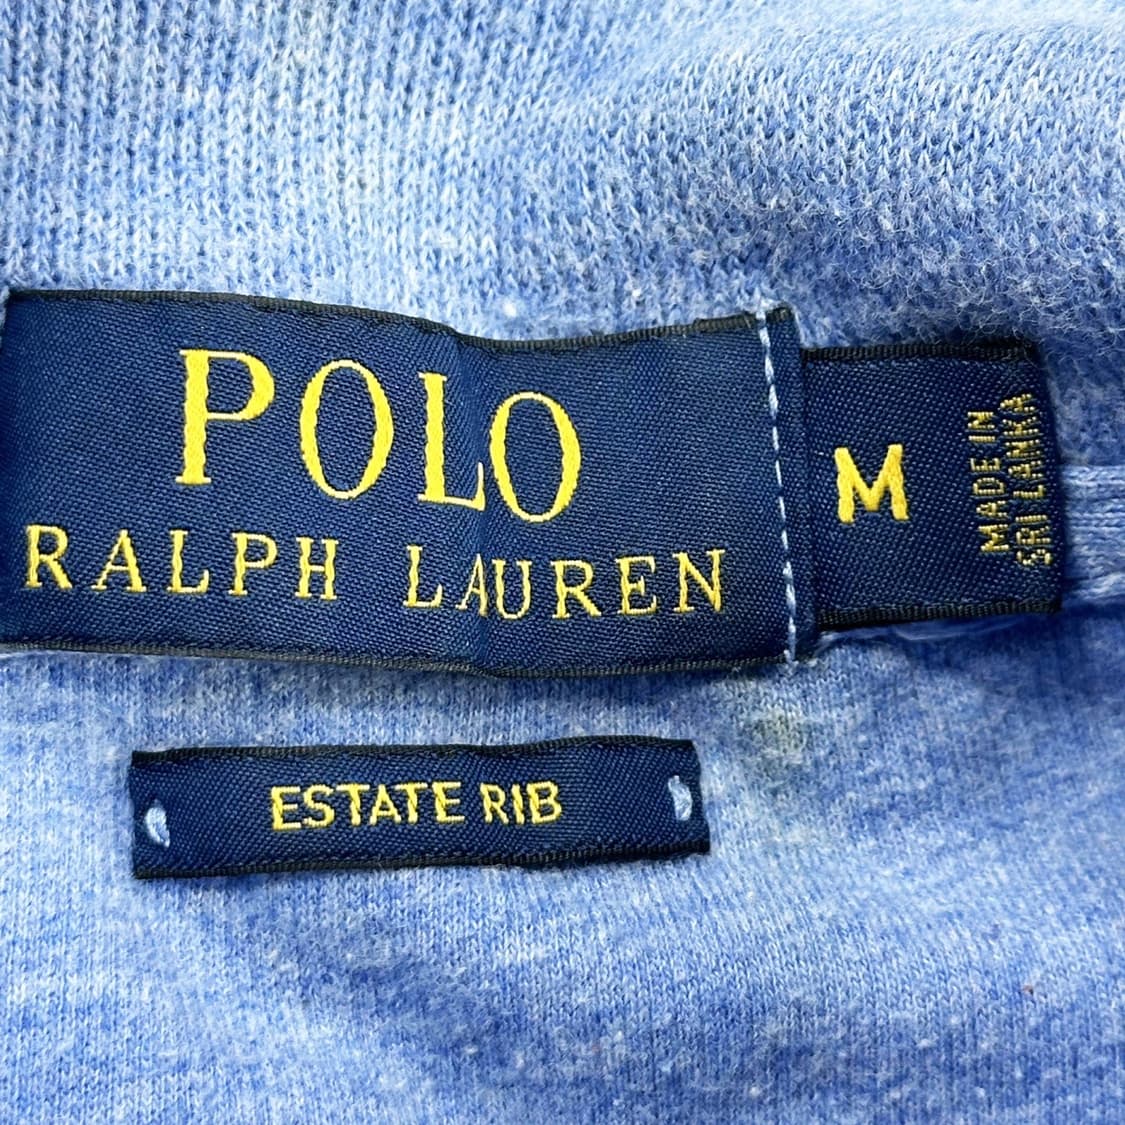 POLO
RALPH LAUREN
M
MADE IN
SRI LANKA
ESTATE RIB